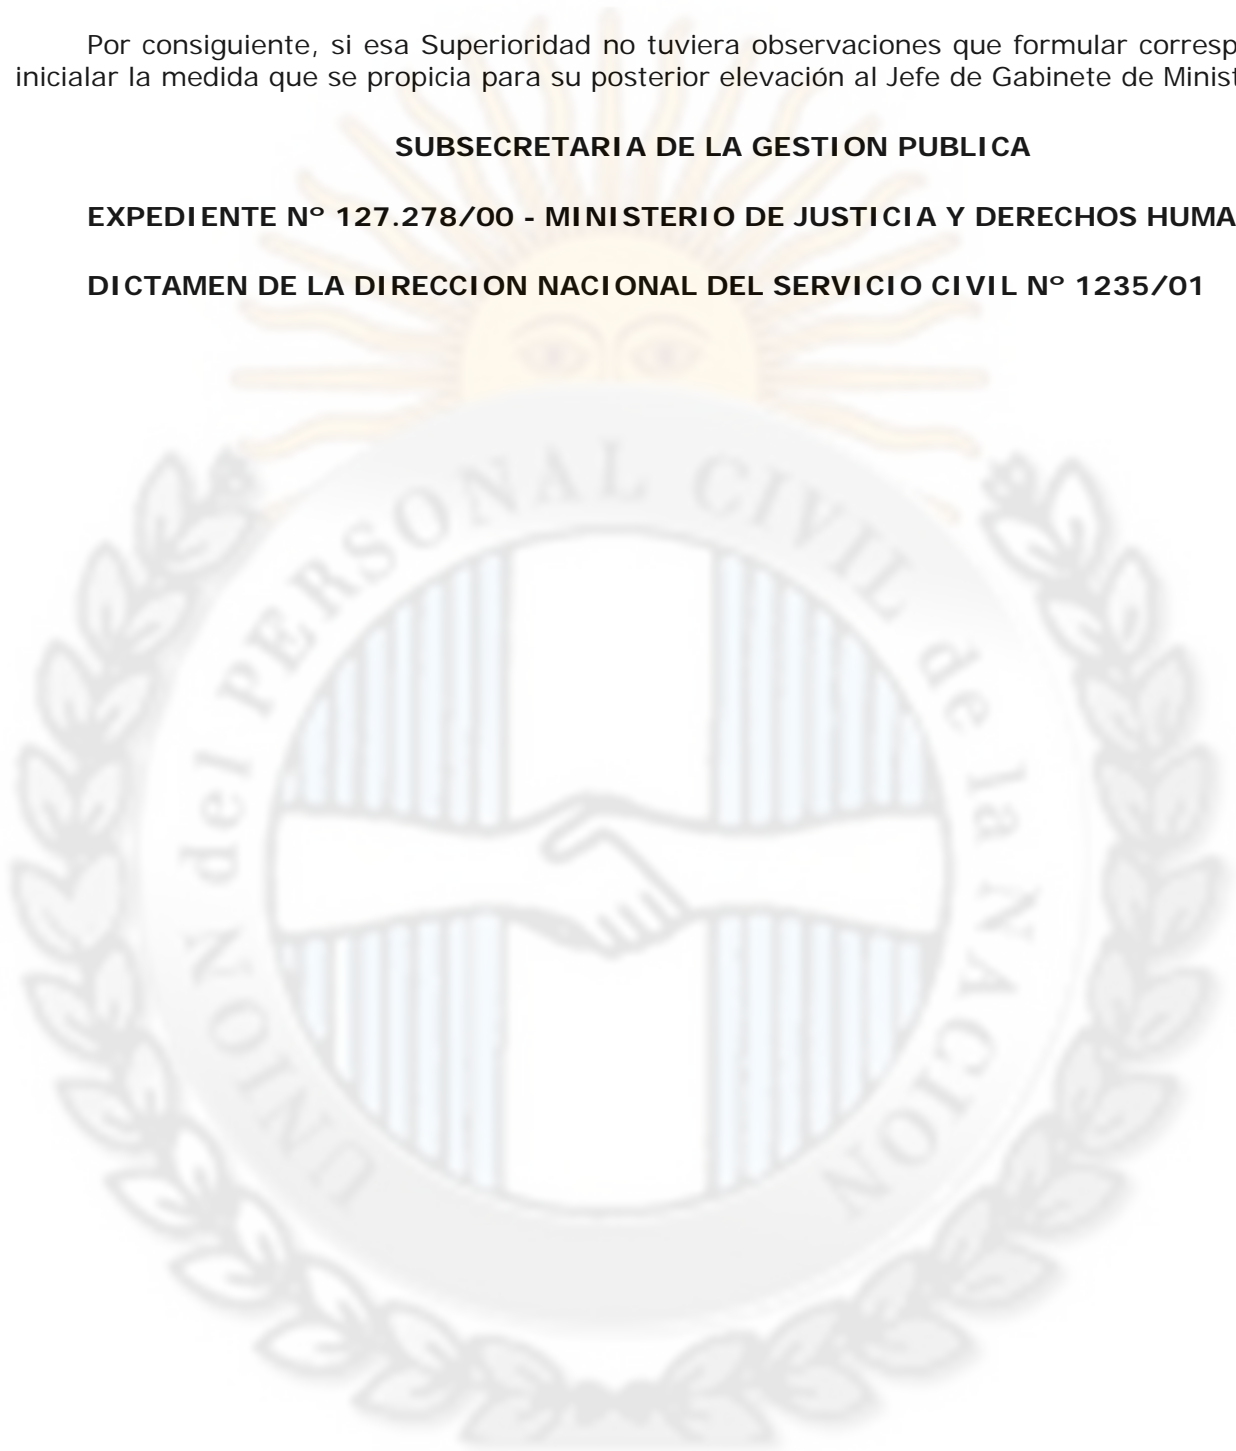 Por consiguiente, si esa Superioridad no tuviera observaciones que formular
inicialar la medida que se propicia para su posterior elevación al Jefe de Gabinete de
SUBSECRETARIA DE LA GESTION PUBLICA
EXPEDIENTE Nº 127.278/00 - MINISTERIO DE JUSTICIA Y DERECHOS
DICTAMEN DE LA DIRECCION NACIONAL DEL SERVICIO CIVIL Nº 1235/01
UNION del PERSONAL CIVIL de la NACION